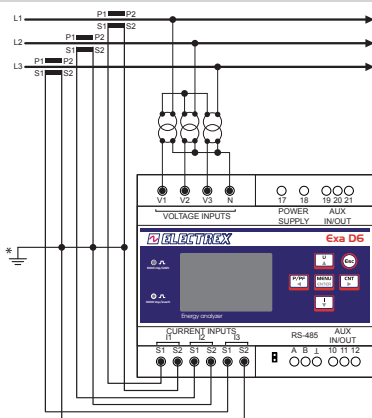 P1 P2
L1
S1 S2
P1 P2
L2
S1 S2
P1 P2
L3
S1 S2
V1 V2 V3 N 17 18 19 20 21
VOLTAGE INPUTS POWER SUPPLY AUX IN/OUT
ELECTREX Exa D6
U
Esc
P/PF MENU ENTER CNT
I
Energy analyzer
*
CURRENT INPUTS RS-485 AUX IN/OUT
I1 I2 I3
S1 S2 S1 S2 S1 S2 A B ⊥ 10 11 12